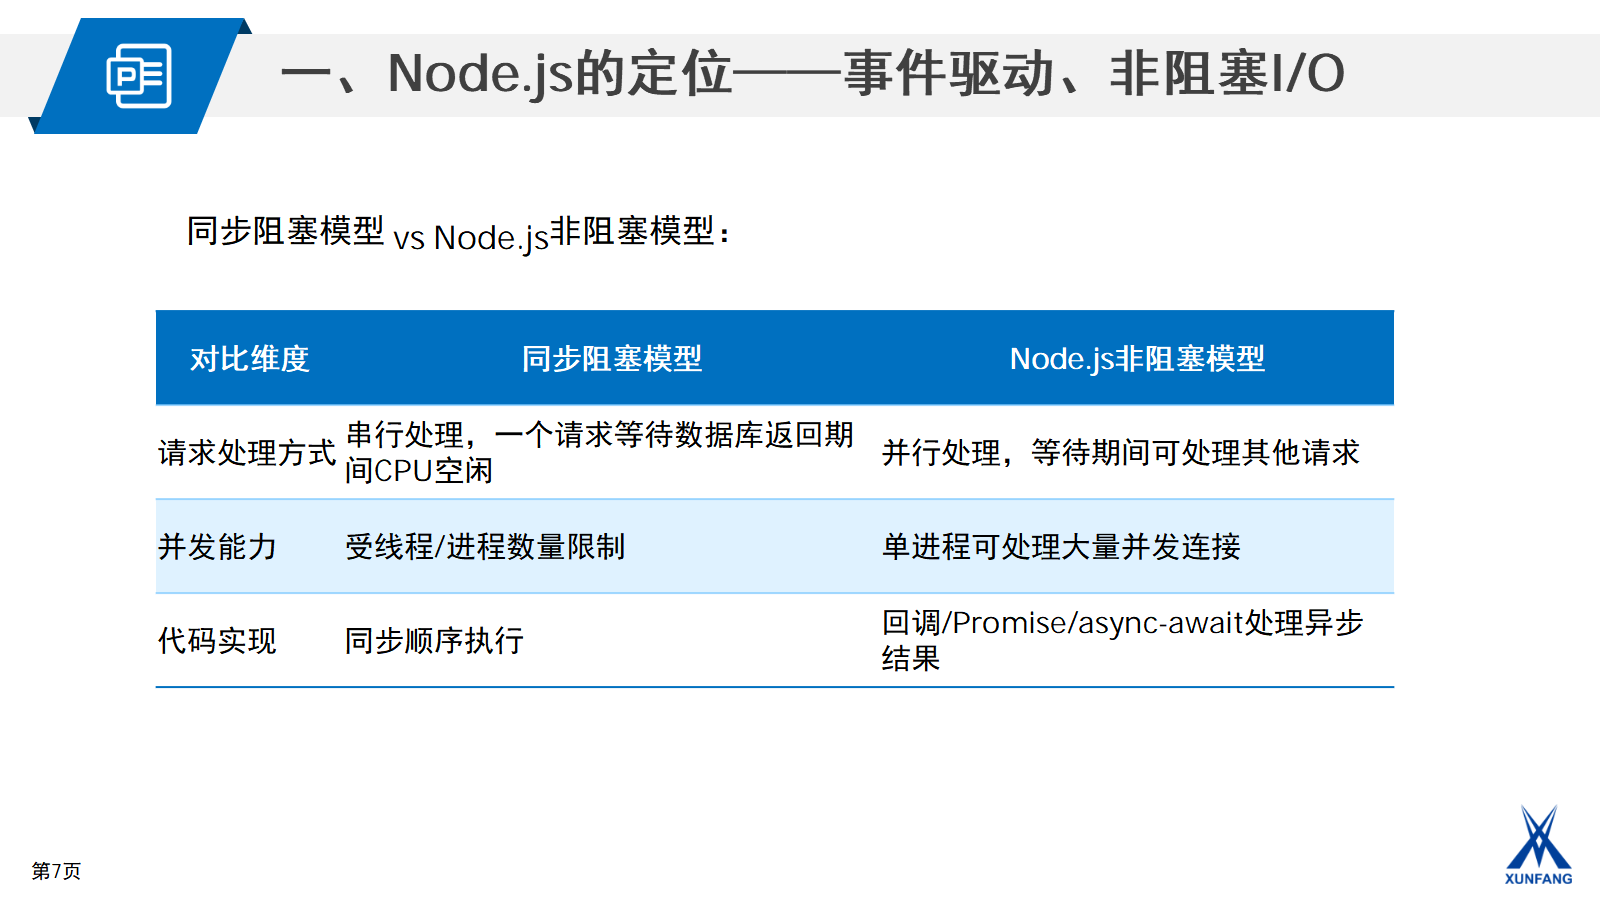 一、Node.js的定位——事件驱动、非阻塞I/O
同步阻塞模型 vs Node.js非阻塞模型：
对比维度 同步阻塞模型 Node.js非阻塞模型
请求处理方式 串行处理，一个请求等待数据库返回期
间CPU空闲 并行处理，等待期间可处理其他请求
并发能力 受线程/进程数量限制 单进程可处理大量并发连接
代码实现 同步顺序执行 回调/Promise/async-await处理异步
结果
第7页
XUNFANG